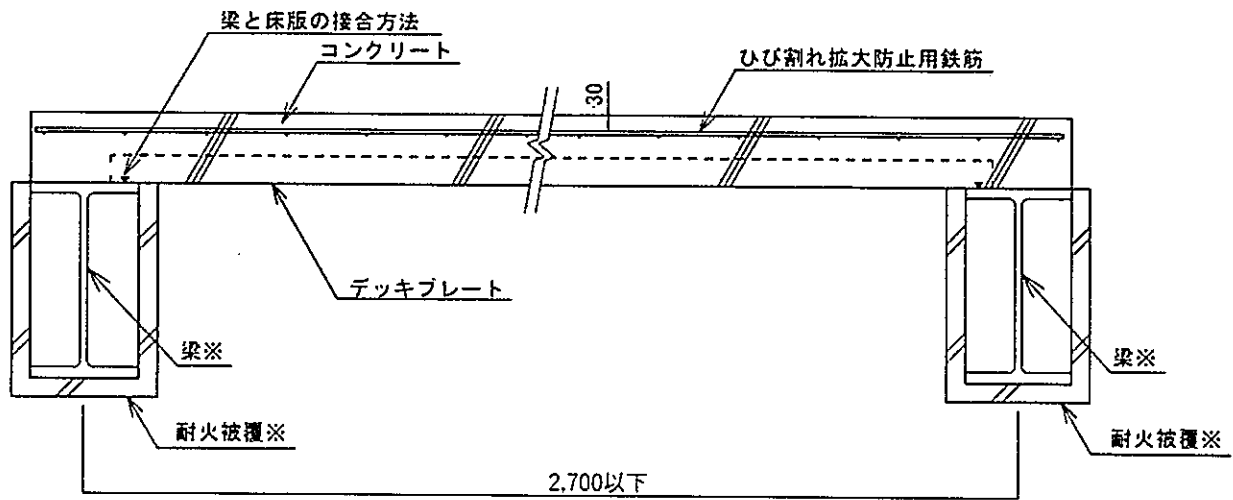 梁と床版の接合方法
コンクリート
ひび割れ拡大防止用鉄筋
30
デッキプレート
梁※
梁※
耐火被覆※
耐火被覆※
2,700以下